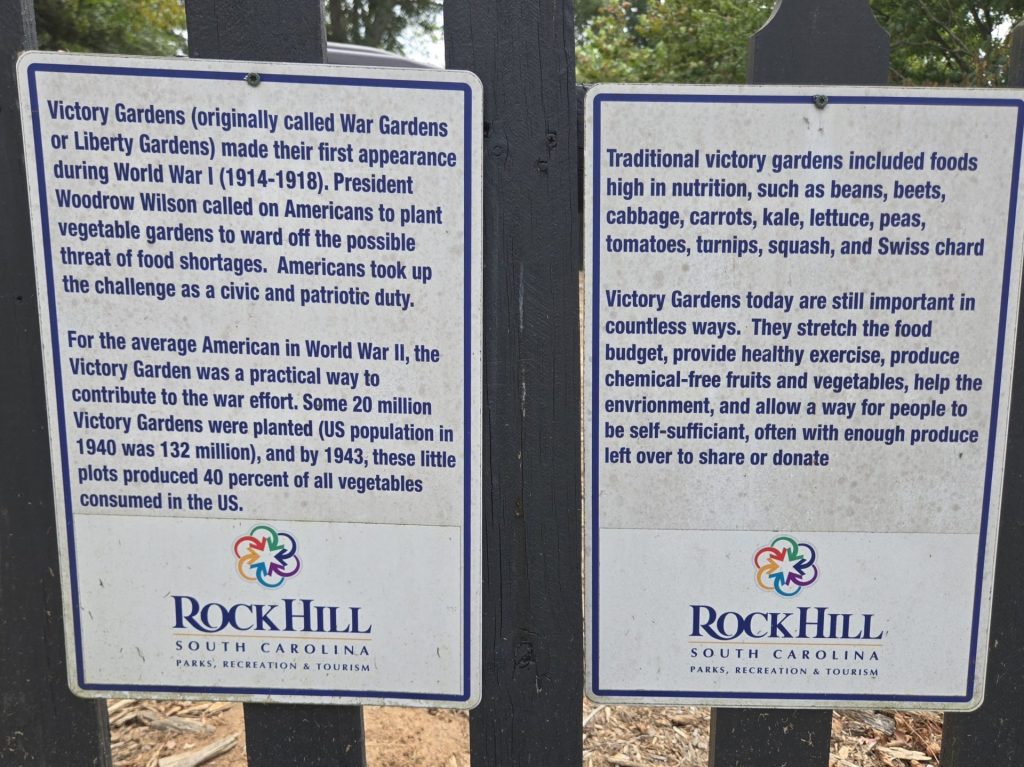 Victory Gardens (originally called War Gardens
or Liberty Gardens) made their first appearance
during World War I (1914-1918). President
Woodrow Wilson called on Americans to plant
vegetable gardens to ward off the possible
threat of food shortages. Americans took up
the challenge as a civic and patriotic duty.
For the average American in World War II, the
Victory Garden was a practical way to
contribute to the war effort. Some 20 million
Victory Gardens were planted (US population in
1940 was 132 million), and by 1943, these little
plots produced 40 percent of all vegetables
consumed in the US.
ROCK HILL
SOUTH CAROLINA
PARKS, RECREATION & TOURISM
Traditional victory gardens included foods
high in nutrition, such as beans, beets,
cabbage, carrots, kale, lettuce, peas,
tomatoes, turnips, squash, and Swiss chard
Victory Gardens today are still important in
countless ways. They stretch the food
budget, provide healthy exercise, produce
chemical-free fruits and vegetables, help the
envrionment, and allow a way for people to
be self-sufficiant, often with enough produce
left over to share or donate
ROCK HILL
SOUTH CAROLINA
PARKS, RECREATION & TOURISM